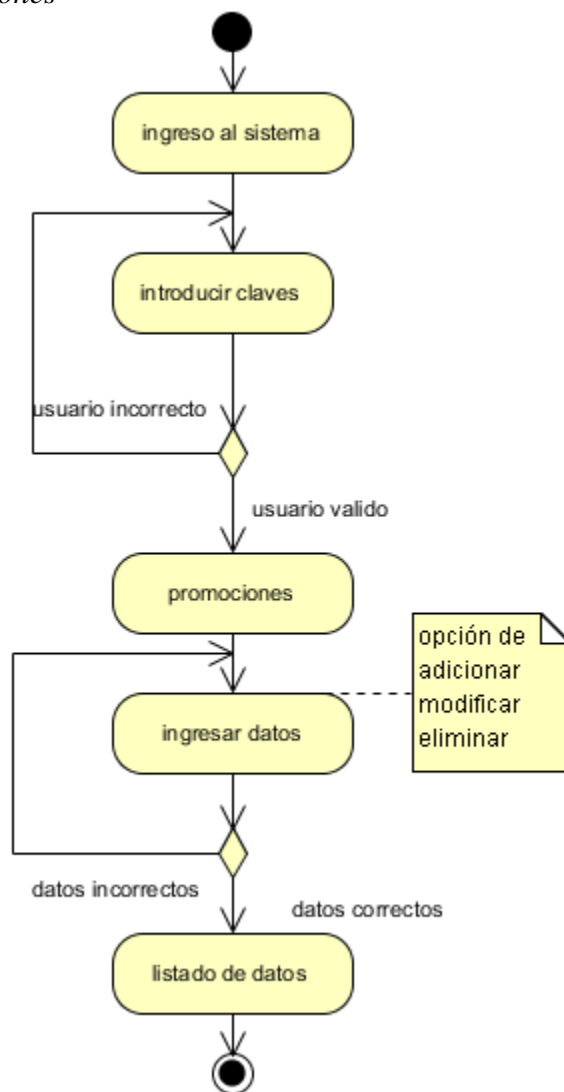 ingreso al sistema
introducir claves
usuario incorrecto
usuario valido
promociones
opción de
adicionar
modificar
eliminar
ingresar datos
datos incorrectos
datos correctos
listado de datos